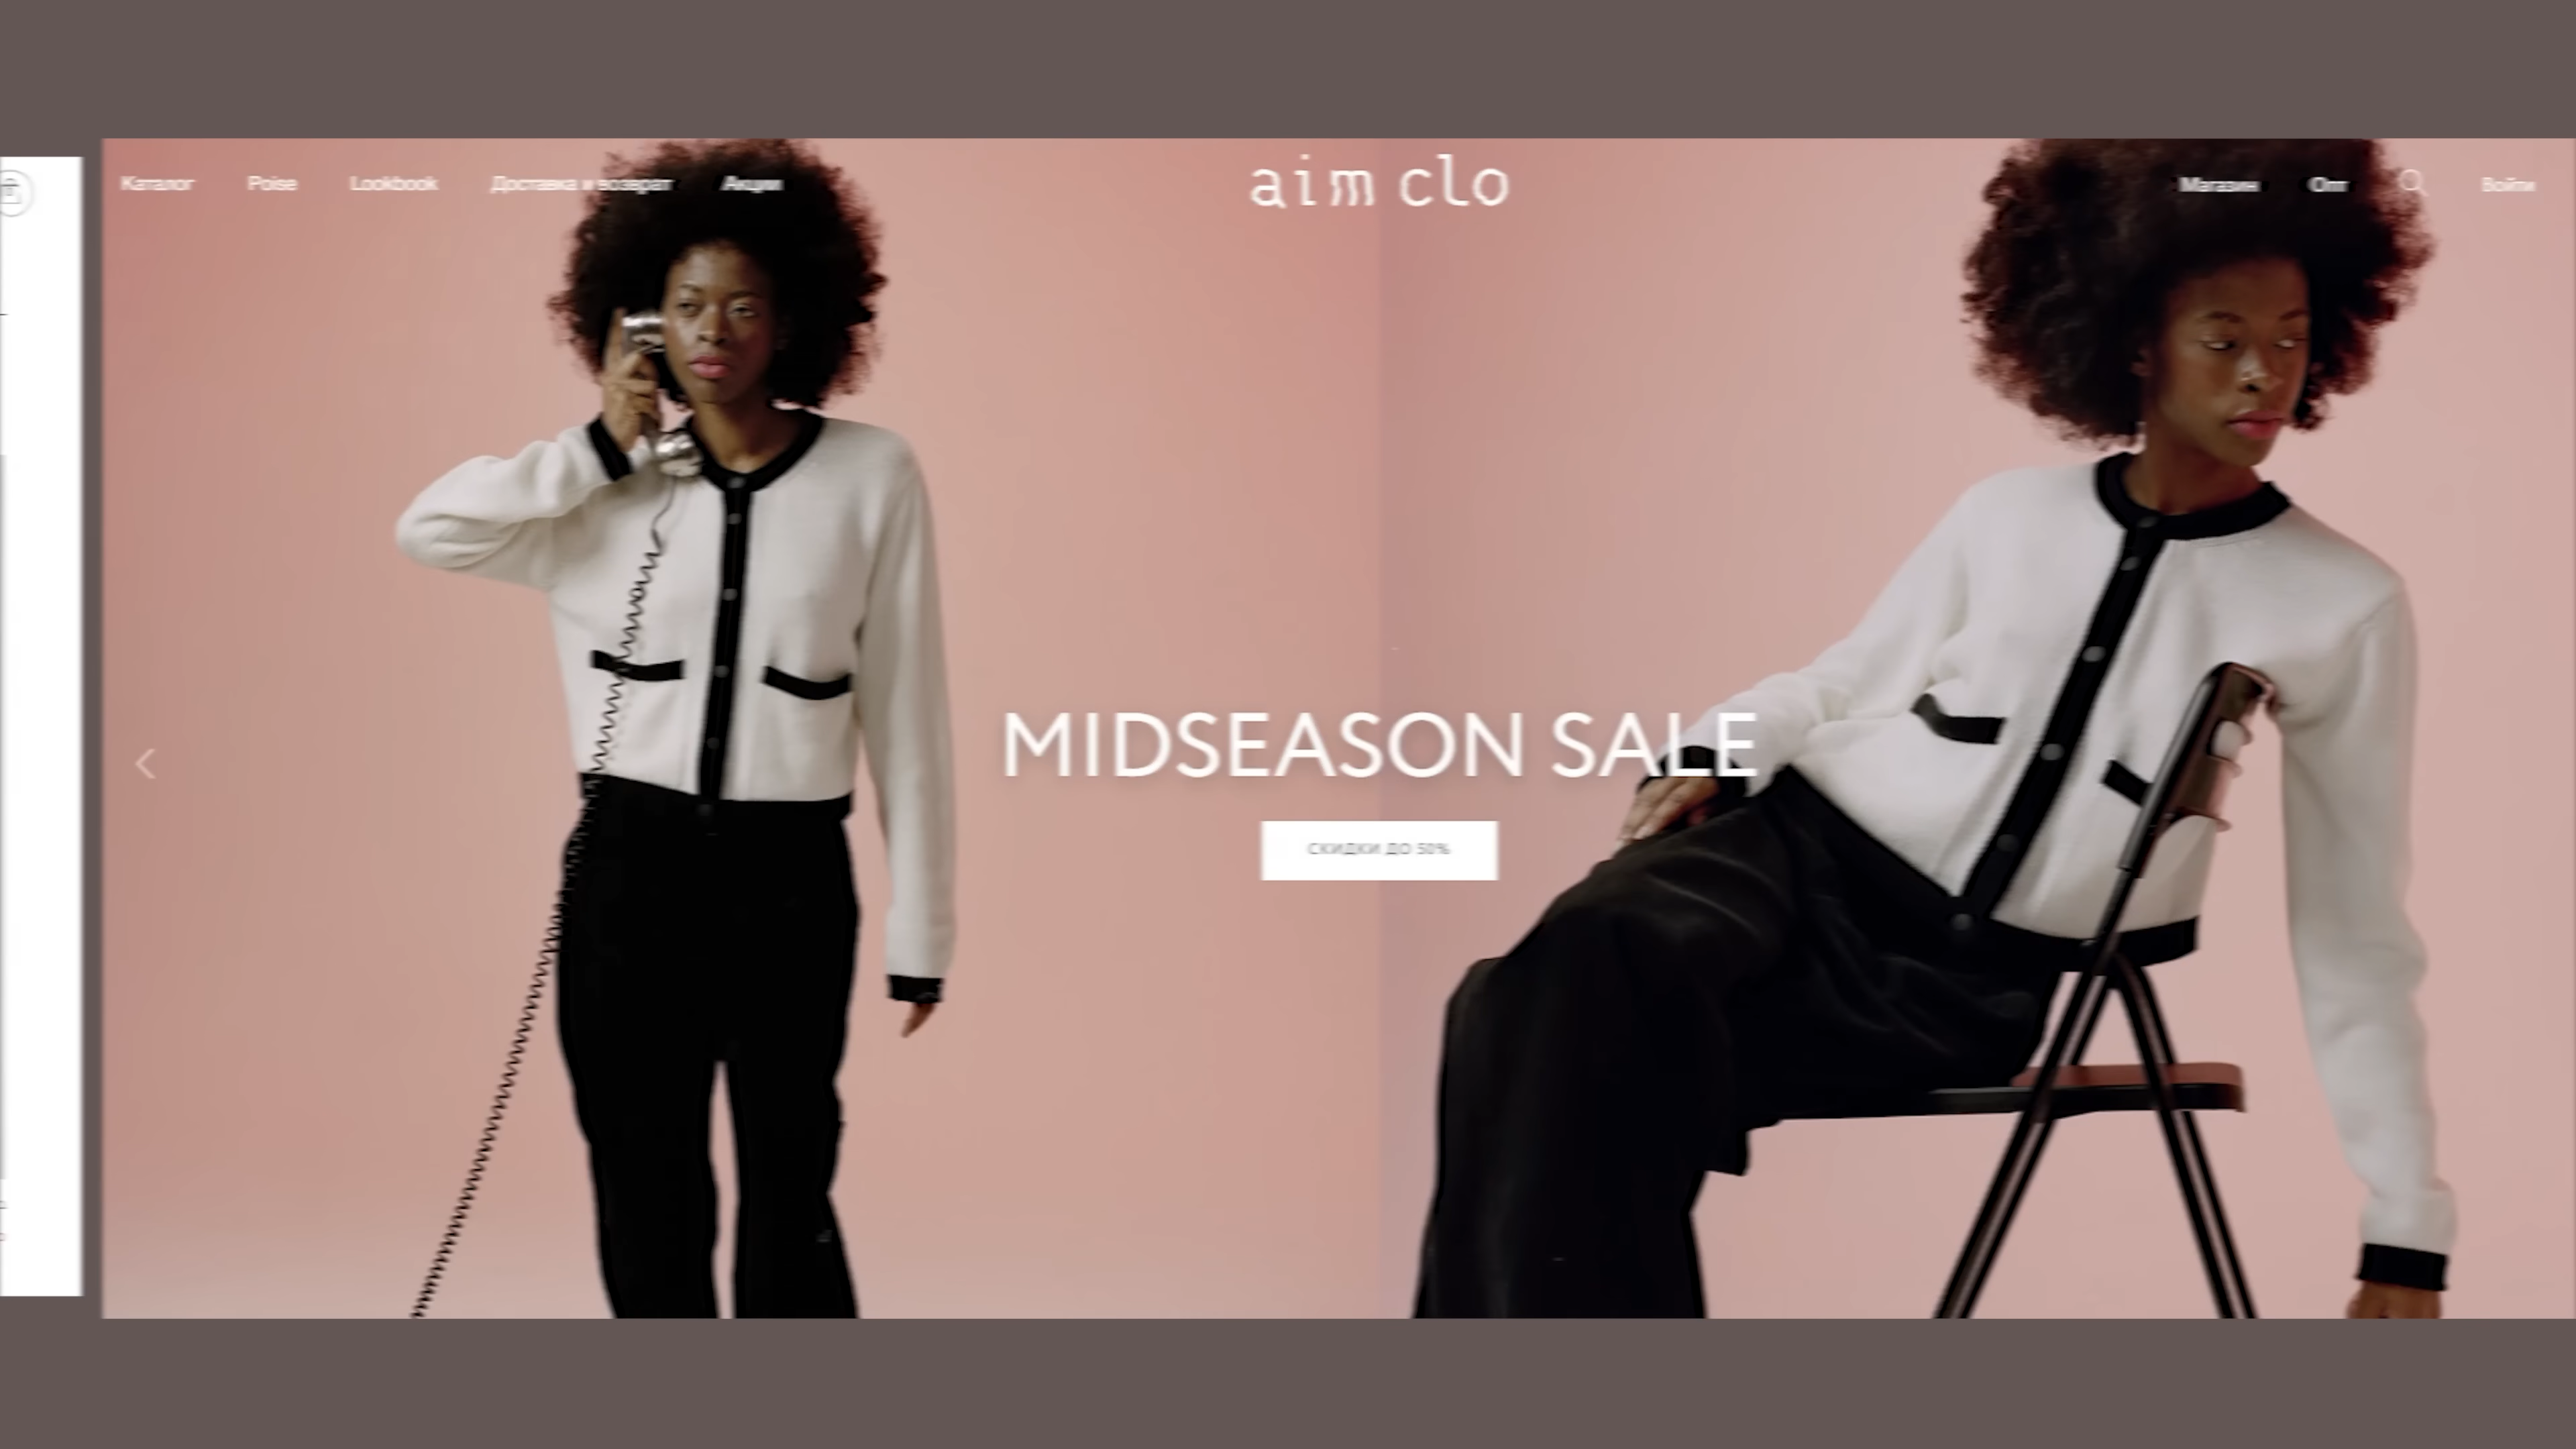 Каталог Poise Lookbook Доставка и возврат Акции aim clo Магазин Опт Войти
MIDSEASON SALE
СКИДКИ ДО 50%